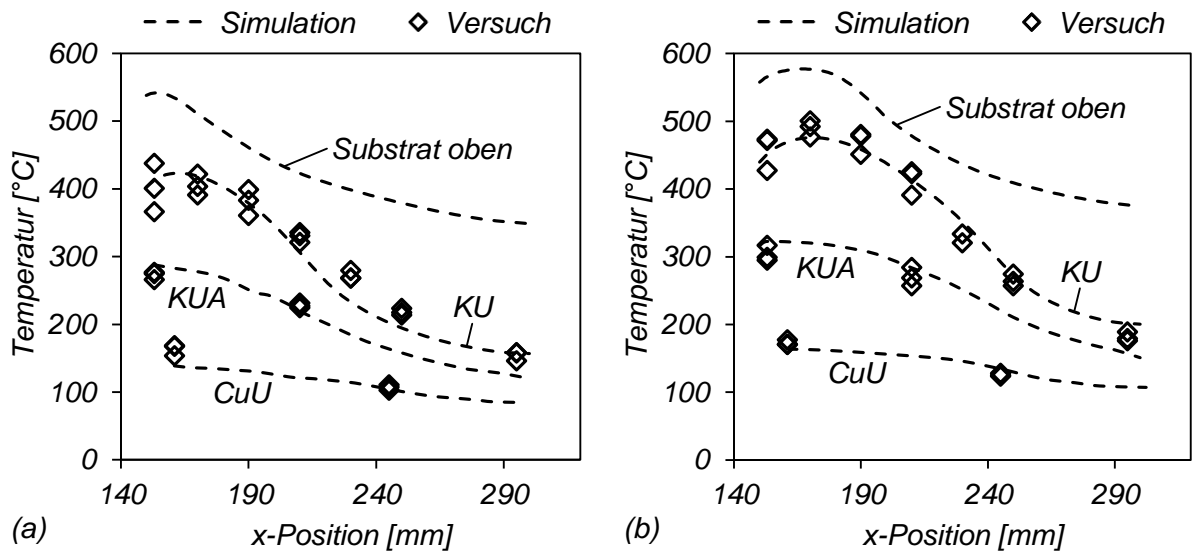 Simulation Versuch
600
500
400
300
200
100
0
140 190 240 290
Temperatur [°C]
x-Position [mm]
Substrat oben
KUA
KU
CuU
(a)
Simulation Versuch
600
500
400
300
200
100
0
140 190 240 290
Temperatur [°C]
x-Position [mm]
Substrat oben
KUA
KU
CuU
(b)